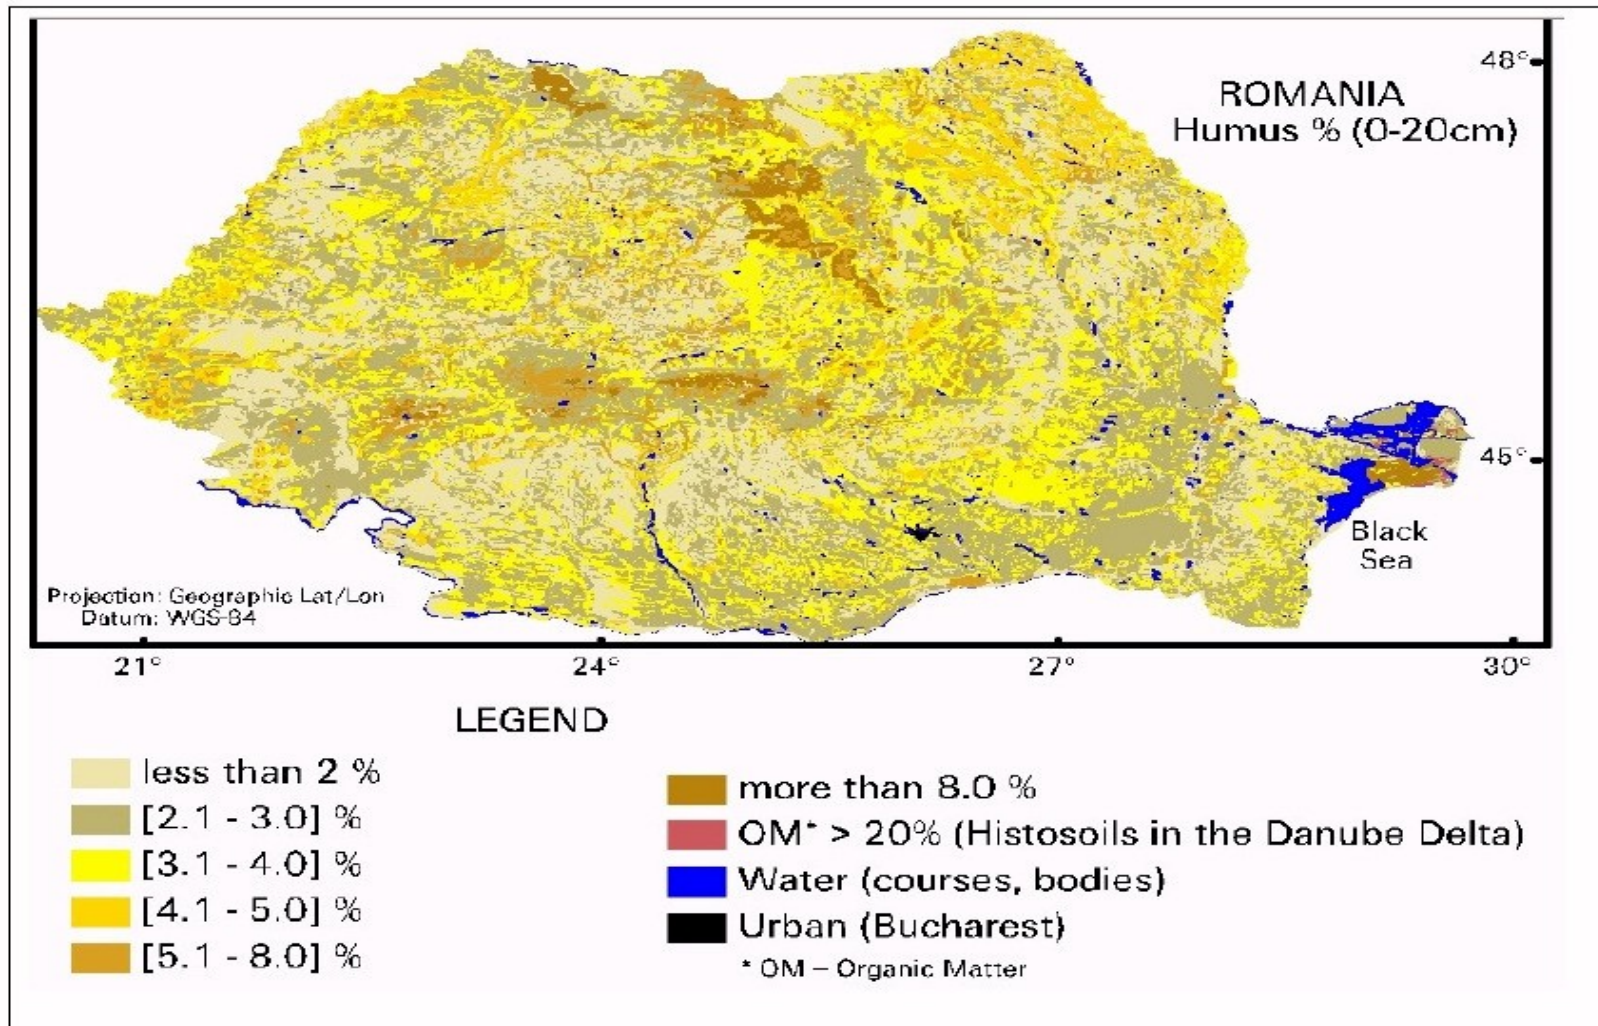 48°
ROMANIA
Humus % (0-20cm)
45°
Black
Sea
Projection: Geographic Lat/Lon
Datum: WGS-84
21°
24°
27°
30°
LEGEND
less than 2 %
[2.1 - 3.0] %
[3.1 - 4.0] %
[4.1 - 5.0] %
[5.1 - 8.0] %
more than 8.0 %
OM* > 20% (Histosoils in the Danube Delta)
Water (courses, bodies)
Urban (Bucharest)
* OM – Organic Matter